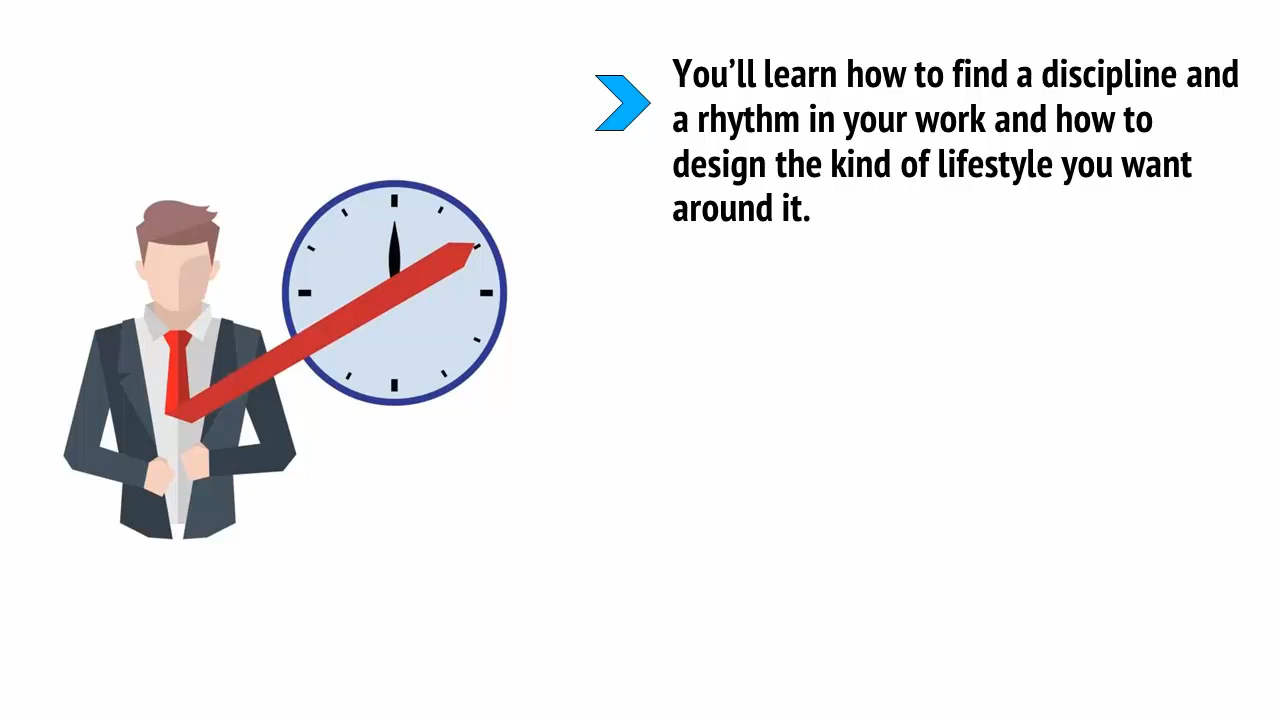 You’ll learn how to find a discipline and
a rhythm in your work and how to
design the kind of lifestyle you want
around it.